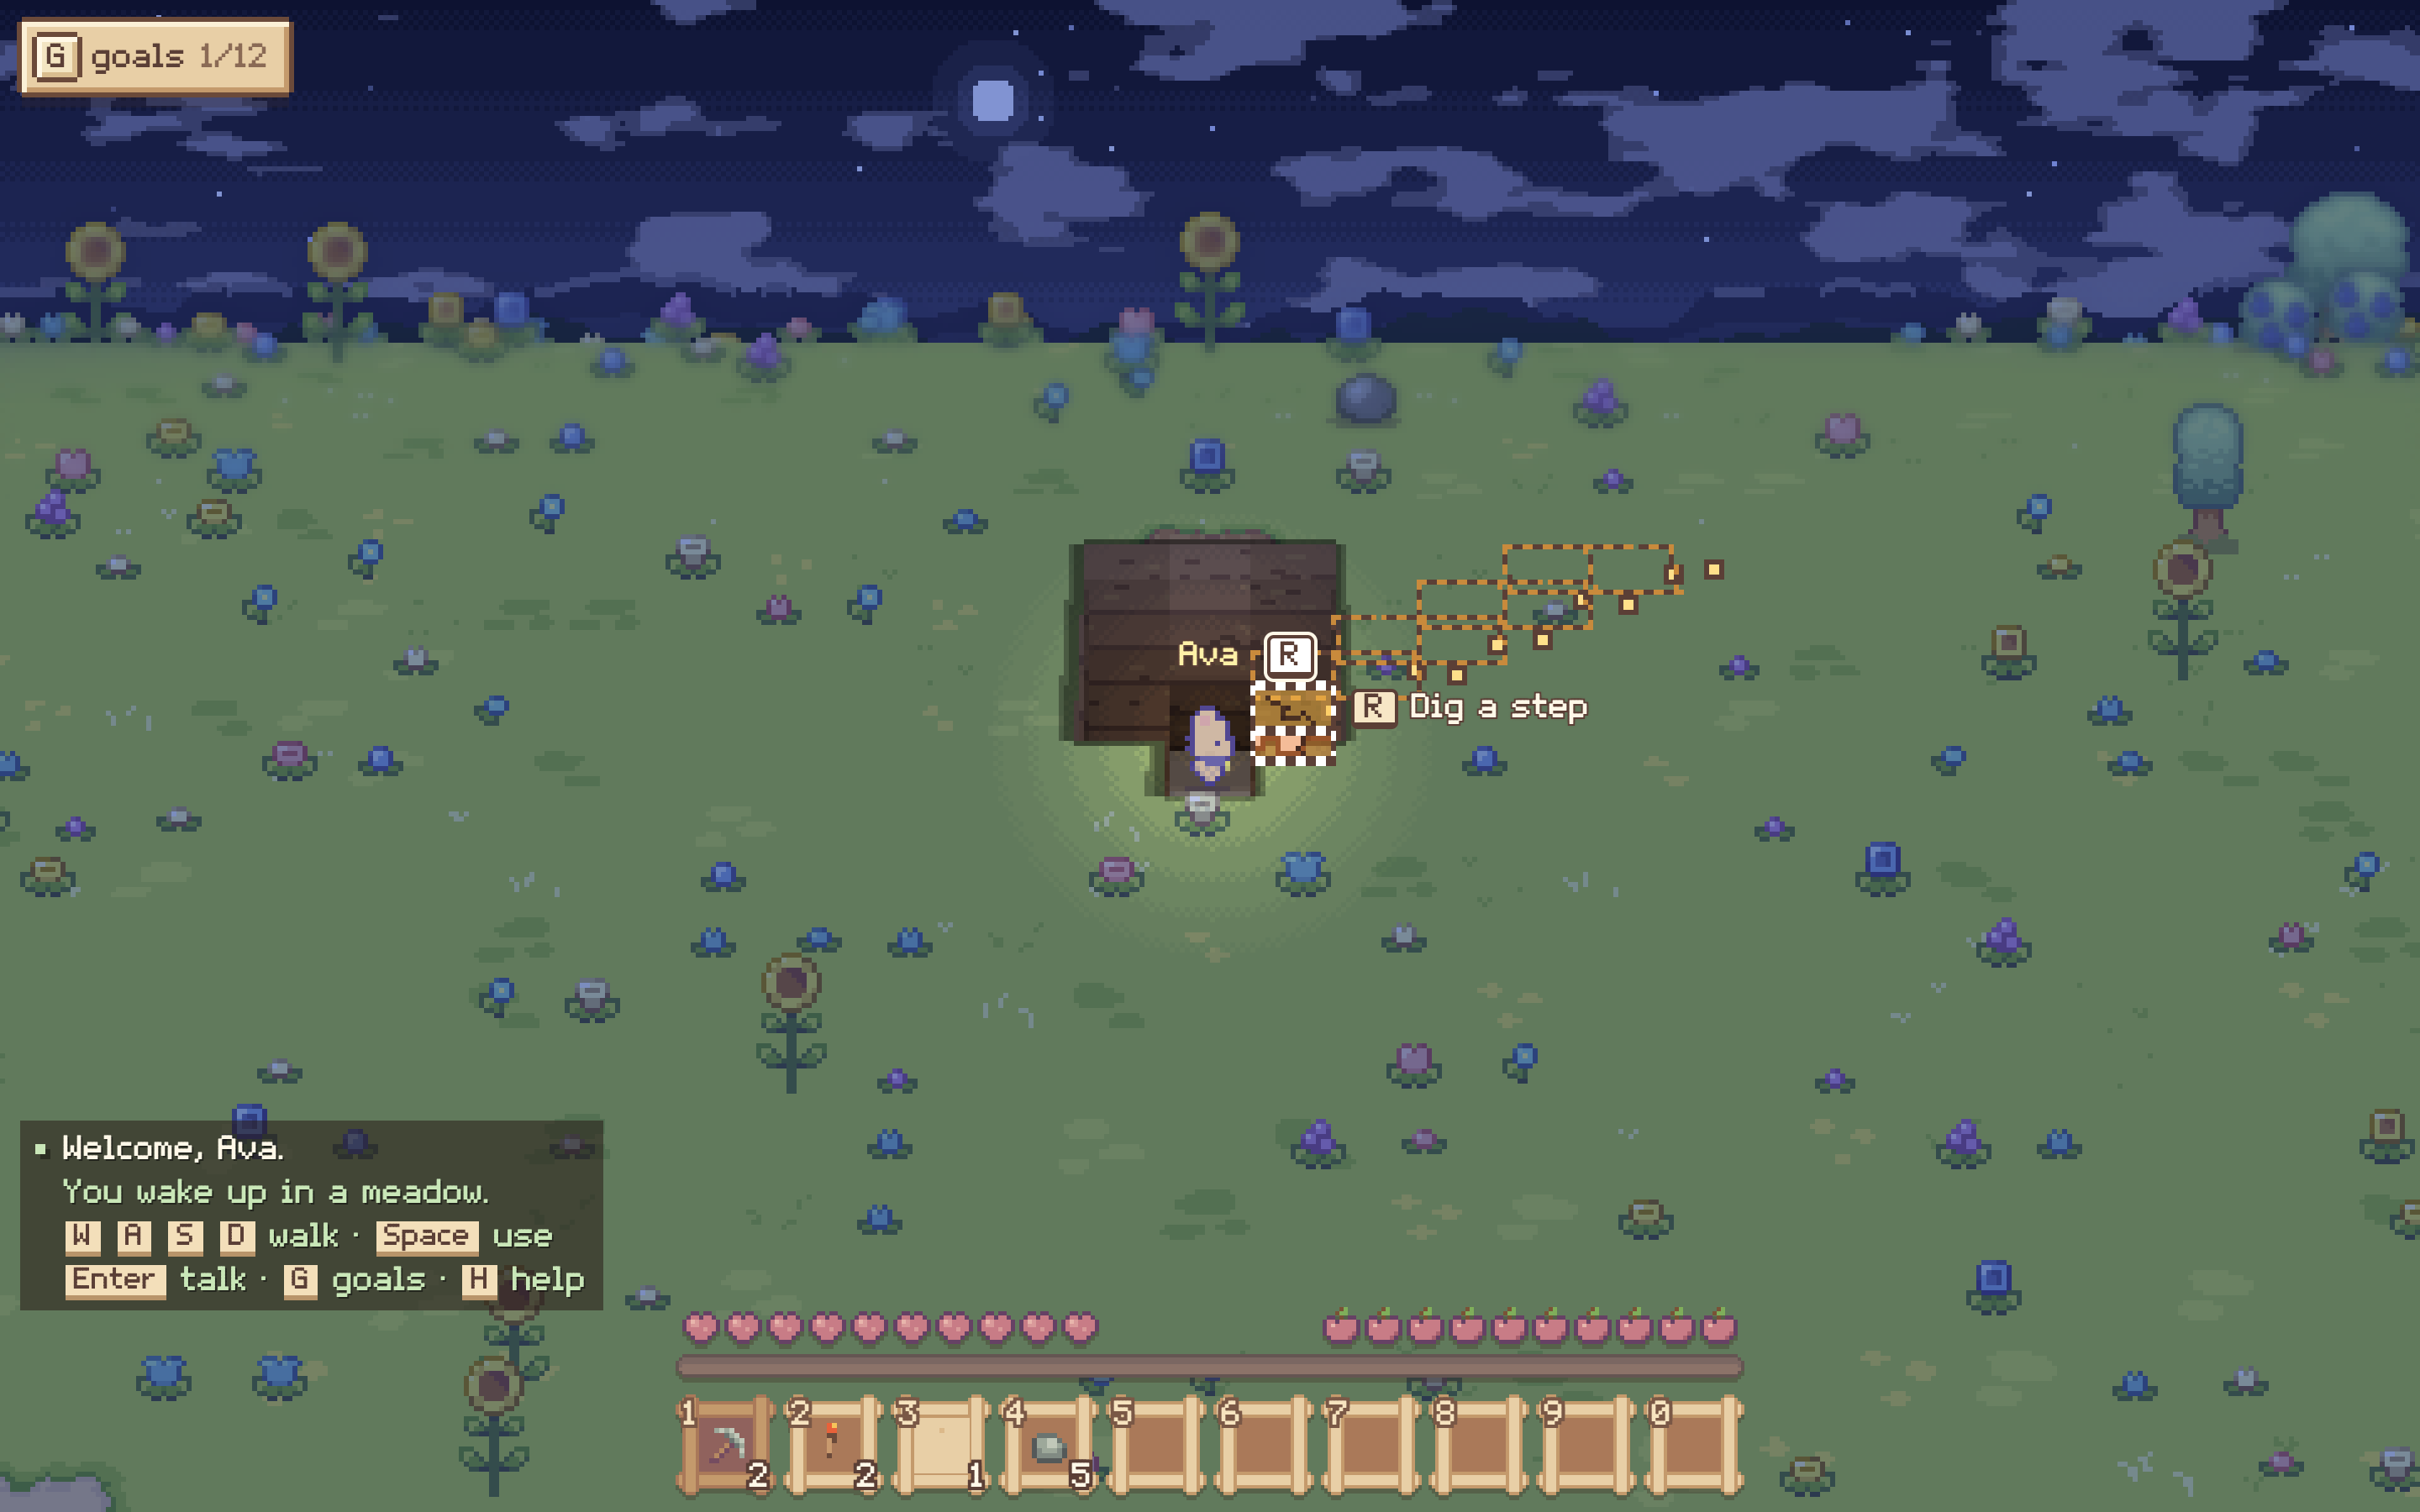 G goals 1/12
Ava R
R Dig a step
Welcome, Ava.
You wake up in a meadow.
W A S D walk · Space use
Enter talk · G goals · H help
1 2 3 4 5 6 7 8 9 0
2 2 1 5